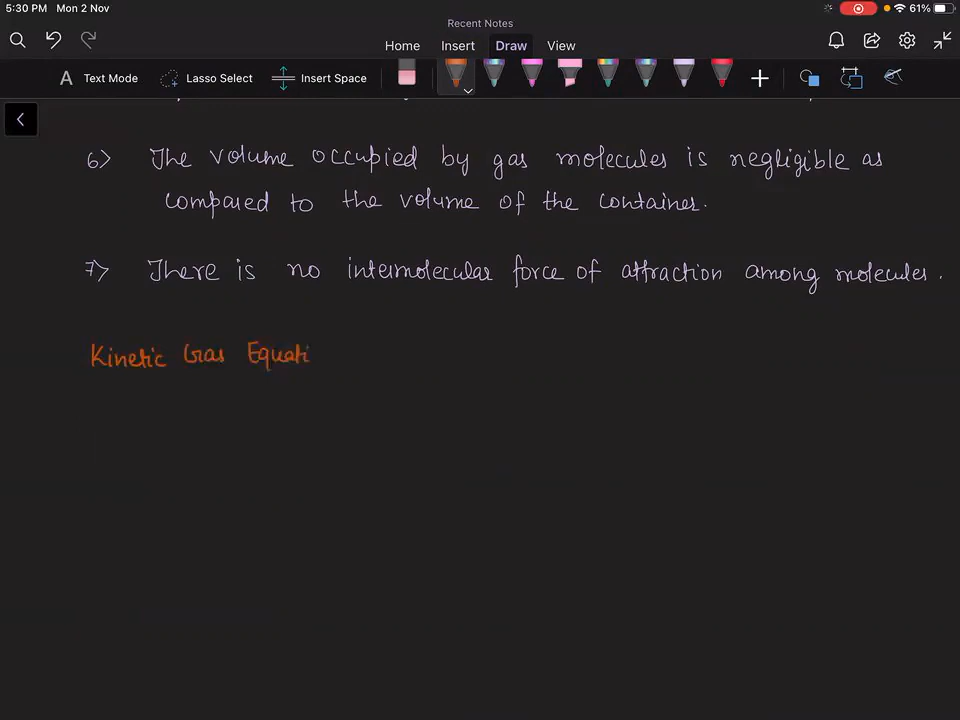 5:30 PM Mon 2 Nov
61%
Recent Notes
Home Insert Draw View
Text Mode Lasso Select Insert Space
6> The volume occupied by gas molecules is negligible as
compared to the volume of the container.
7> There is no intermolecular force of attraction among molecules.
Kinetic Gas Equati